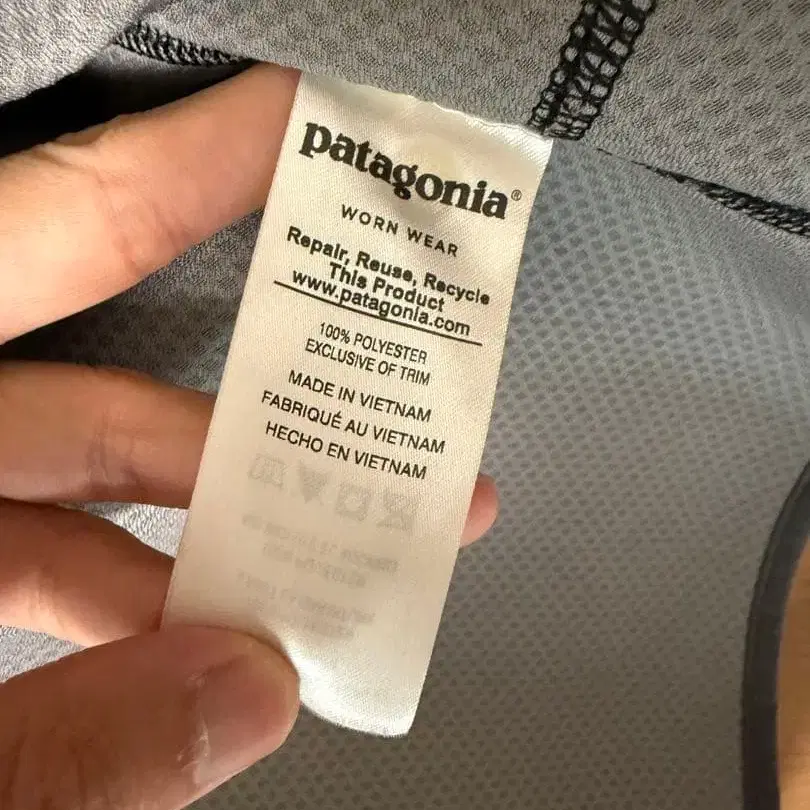 patagonia®
WORN WEAR
Repair, Reuse, Recycle
This Product
www.patagonia.com
100% POLYESTER
EXCLUSIVE OF TRIM
MADE IN VIETNAM
FABRIQUÉ AU VIETNAM
HECHO EN VIETNAM